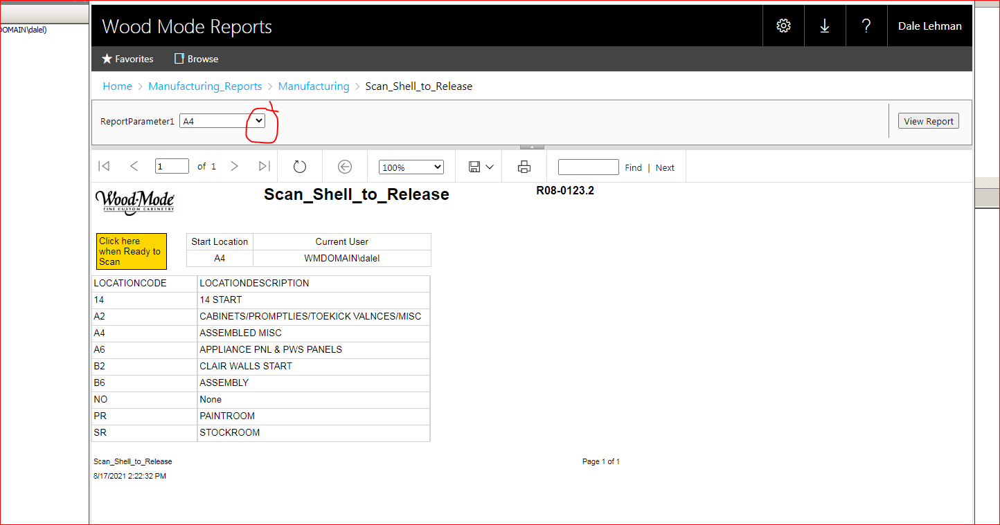 OMAIN\dalel)
Wood Mode Reports
?
Dale Lehman
Favorites
Browse
Home > Manufacturing_Reports > Manufacturing > Scan_Shell_to_Release
ReportParameter1
A4
View Report
1 of 1
100%
Find | Next
Wood-Mode
FINE CUSTOM CABINETRY
Scan_Shell_to_Release
R08-0123.2
Click here
when Ready to
Scan
Start Location Current User
A4 WMDOMAIN\dalel
LOCATIONCODE LOCATIONDESCRIPTION
14 14 START
A2 CABINETS/PROMPTLIES/TOEKICK VALNCES/MISC
A4 ASSEMBLED MISC
A6 APPLIANCE PNL & PWS PANELS
B2 CLAIR WALLS START
B6 ASSEMBLY
NO None
PR PAINTROOM
SR STOCKROOM
Scan_Shell_to_Release
Page 1 of 1
8/17/2021 2:22:32 PM